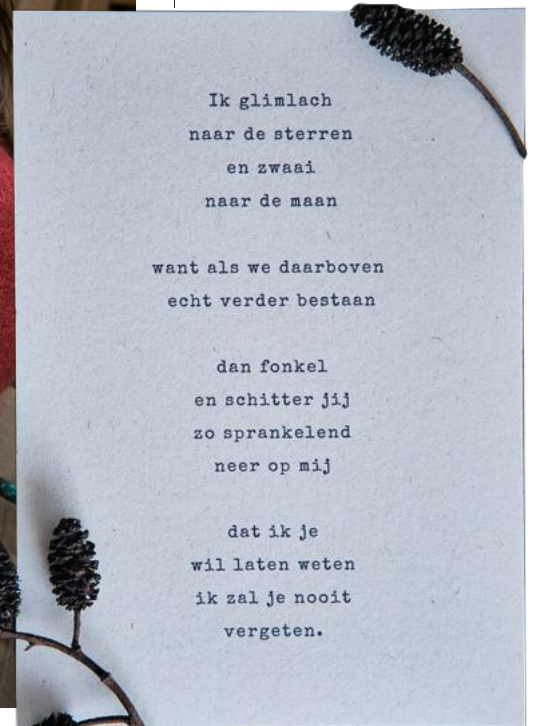 Ik glimlach
naar de sterren
en zwaai
naar de maan
want als we daarboven
echt verder bestaan
dan fonkel
en schitter jij
zo sprankelend
neer op mij
dat ik je
wil laten weten
ik zal je nooit
vergeten.